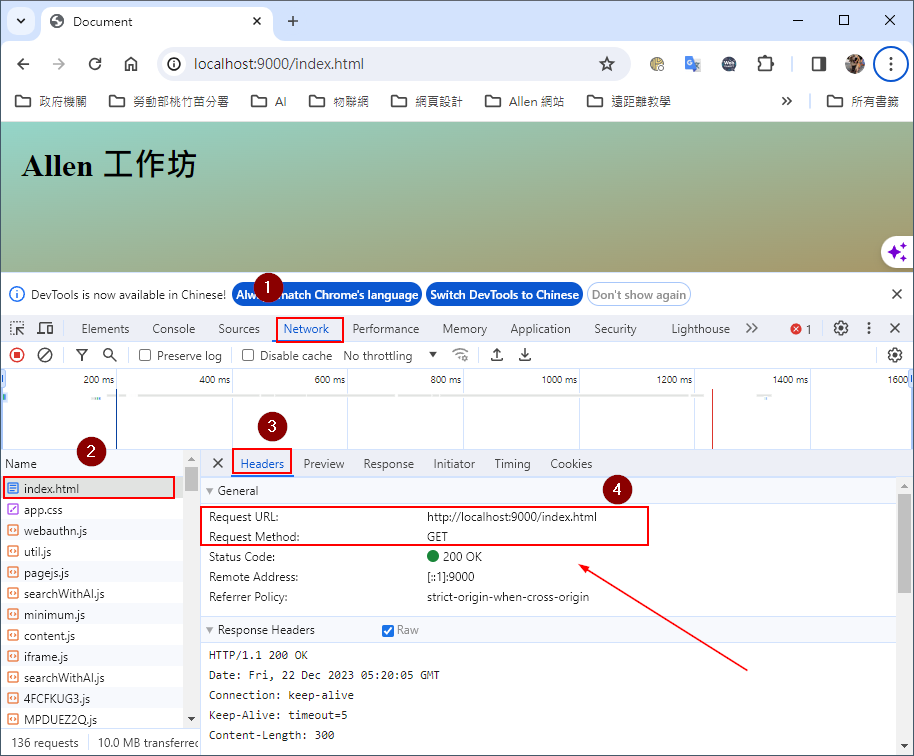 Document
localhost:9000/index.html
政府機關 勞動部桃竹苗分署 AI 物聯網 網頁設計 Allen 網站 遠距離教學 所有書籤
Allen 工作坊
1
DevTools is now available in Chinese! Always match Chrome's language Switch DevTools to Chinese Don't show again
Elements Console Sources Network Performance Memory Application Security Lighthouse 1
Preserve log Disable cache No throttling
200 ms 400 ms 600 ms 800 ms 1000 ms 1200 ms 1400 ms 1600
3
2
Name
Headers Preview Response Initiator Timing Cookies
index.html
app.css
webauthn.js
util.js
pagejs.js
searchWithAI.js
minimum.js
content.js
iframe.js
searchWithAI.js
4FCFKUG3.js
MPDUEZ2Q.js
136 requests 10.0 MB transferred
General
4
Request URL: http://localhost:9000/index.html
Request Method: GET
Status Code: 200 OK
Remote Address: [::1]:9000
Referrer Policy: strict-origin-when-cross-origin
Response Headers Raw
HTTP/1.1 200 OK
Date: Fri, 22 Dec 2023 05:20:05 GMT
Connection: keep-alive
Keep-Alive: timeout=5
Content-Length: 300